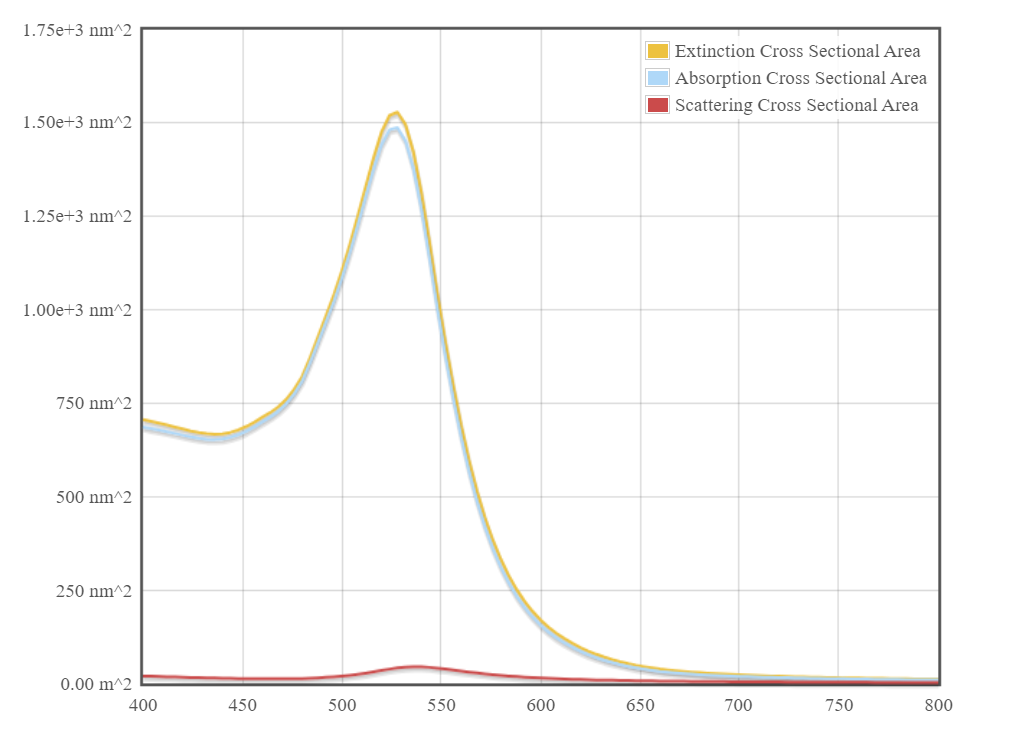 1.75e+3 nm^2
Extinction Cross Sectional Area
Absorption Cross Sectional Area
Scattering Cross Sectional Area
1.50e+3 nm^2
1.25e+3 nm^2
1.00e+3 nm^2
750 nm^2
500 nm^2
250 nm^2
0.00 m^2
400 450 500 550 600 650 700 750 800